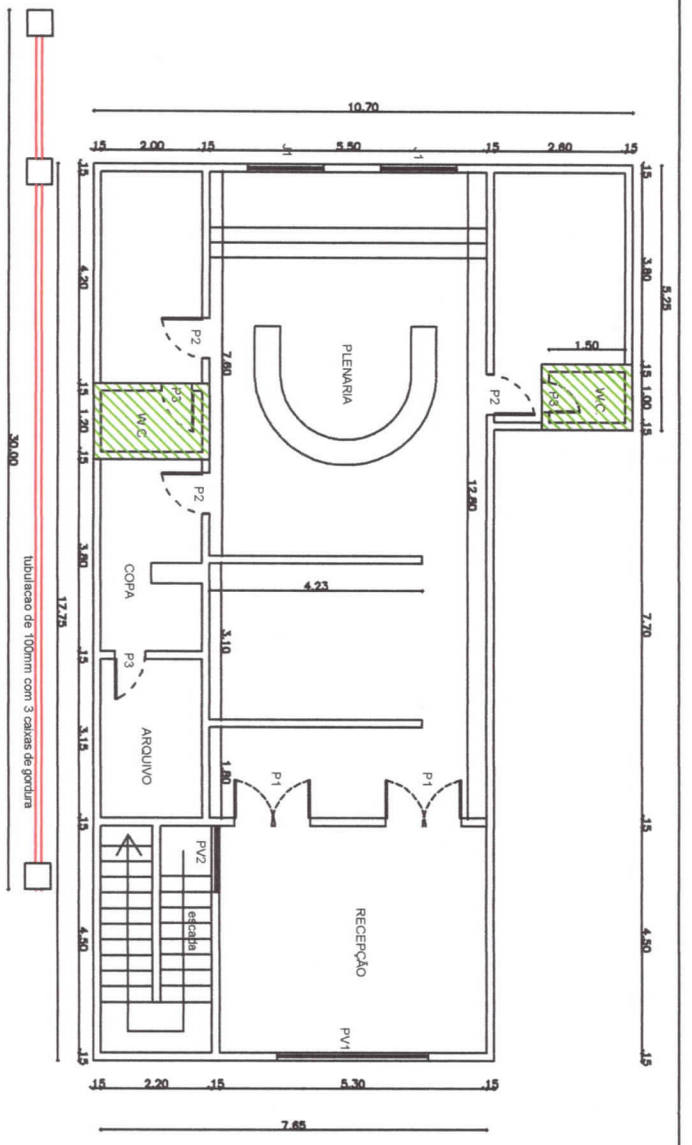 10.70
.15
2.00
.15
5.50
.15
2.60
.15
J1
J1
.15
3.80
5.25
.15
1.00
.15
7.70
.15
4.50
.15
1.50
W.C
P3
P2
12.80
PLENARIA
7.60
P2
P3
W.C
P2
COPA
4.23
3.10
P3
ARQUIVO
1.80
P1
P1
PV2
escada
RECEPÇÃO
PV1
.15
4.20
.15
1.20
.15
3.80
.15
3.15
.15
4.50
.15
17.75
tubulacao de 100mm com 3 caixas de gordura
30.00
.15
2.20
.15
5.30
.15
7.65